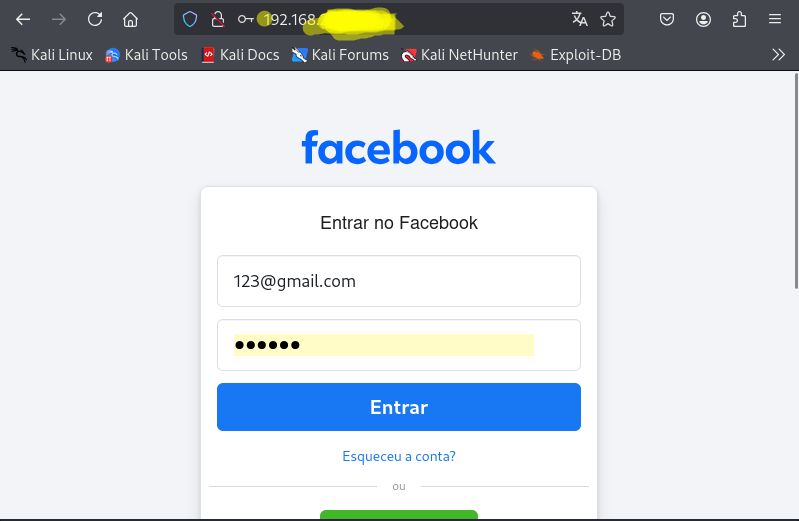 192.168.
Kali Linux Kali Tools Kali Docs Kali Forums Kali NetHunter Exploit-DB
facebook
Entrar no Facebook
123@gmail.com
••••••
Entrar
Esqueceu a conta?
ou